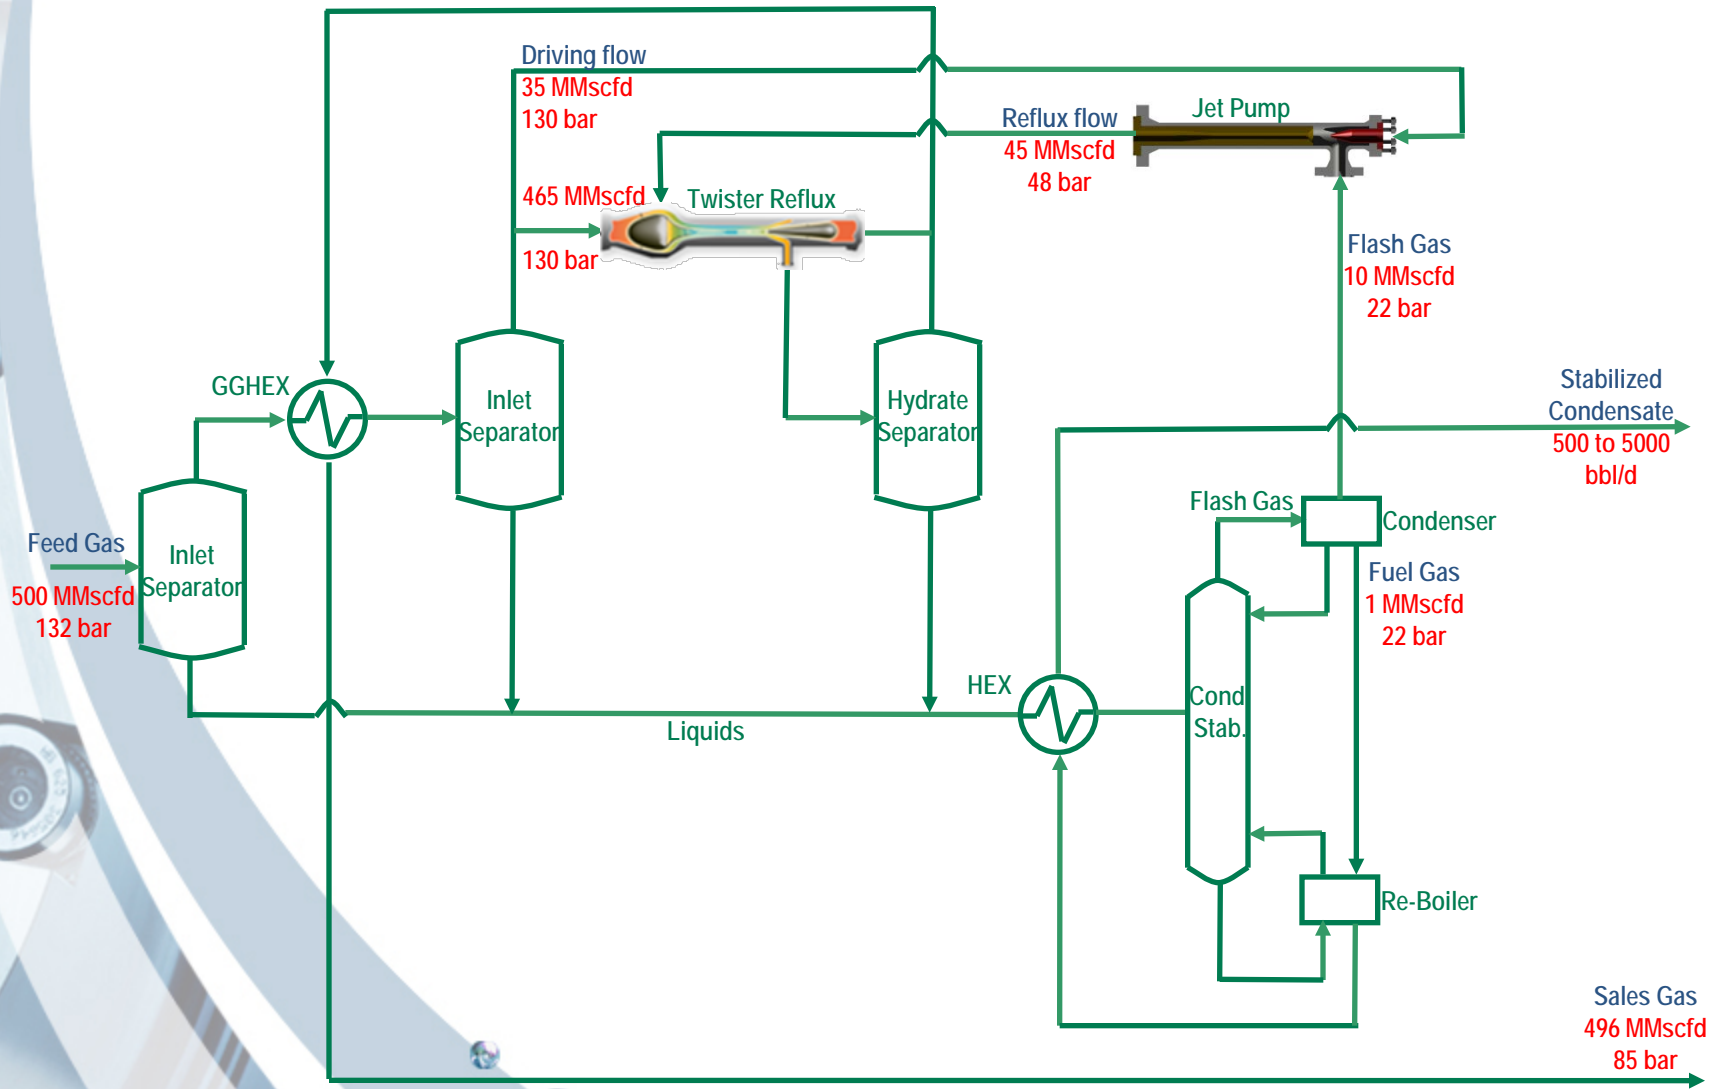 Driving flow
35 MMscfd
130 bar
Reflux flow
45 MMscfd
48 bar
Jet Pump
465 MMscfd
130 bar
Twister Reflux
Flash Gas
10 MMscfd
22 bar
GGHEX
Inlet
Separator
Hydrate
Separator
Stabilized
Condensate
500 to 5000
bbl/d
Feed Gas
500 MMscfd
132 bar
Inlet
Separator
Flash Gas
Condenser
Fuel Gas
1 MMscfd
22 bar
HEX
Liquids
Cond
Stab.
Re-Boiler
Sales Gas
496 MMscfd
85 bar